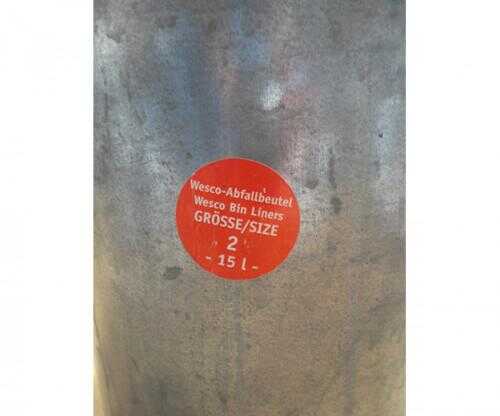 Wesco-Abfallbeutel
Wesco Bin Liners
GRÖSSE/SIZE
2
- 15 l -